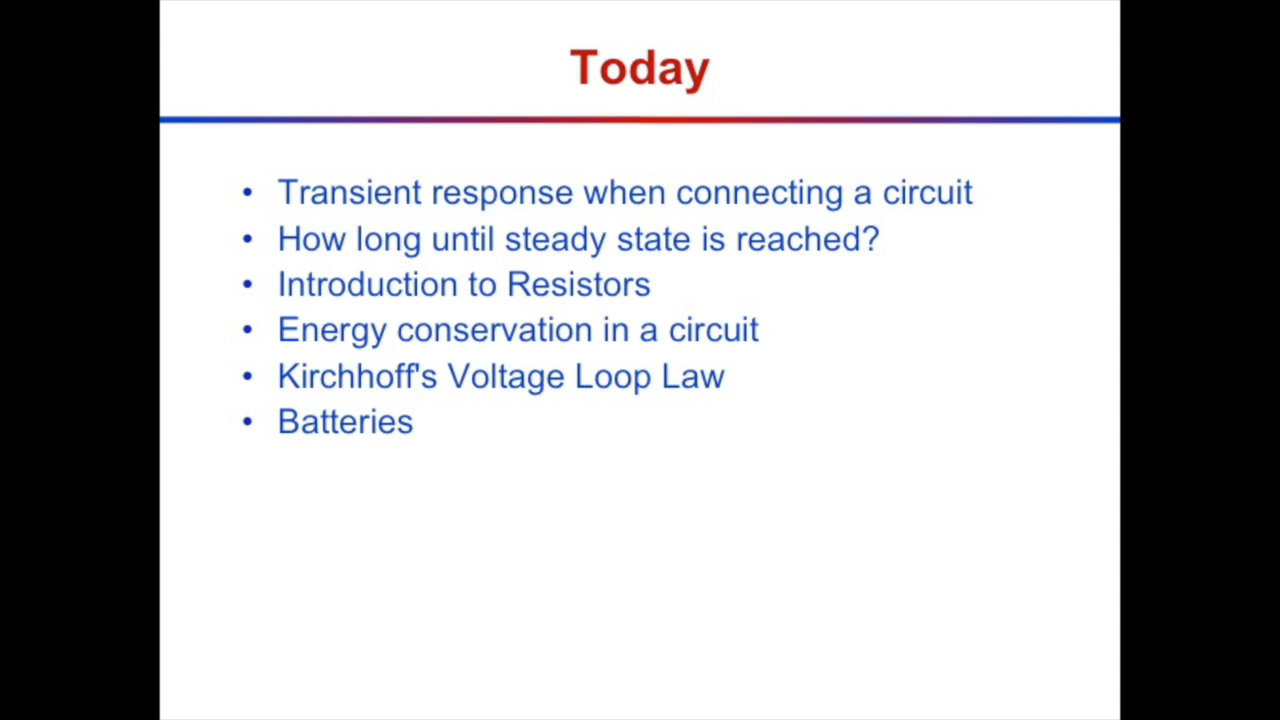 Today
• Transient response when connecting a circuit
• How long until steady state is reached?
• Introduction to Resistors
• Energy conservation in a circuit
• Kirchhoff's Voltage Loop Law
• Batteries